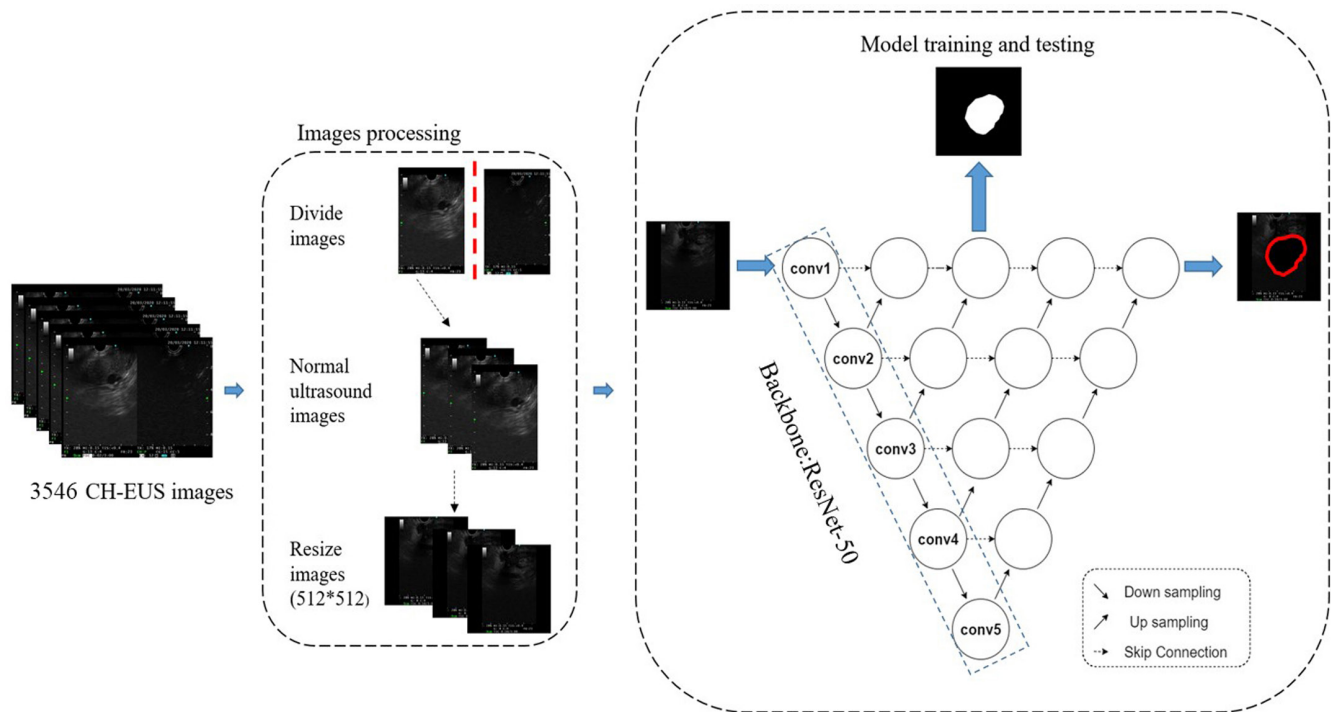 3546 CH-EUS images
Images processing
Divide
images
Normal
ultrasound
images
Resize
images
(512*512)
Model training and testing
conv1
conv2
conv3
conv4
conv5
Backbone:ResNet-50
Down sampling
Up sampling
Skip Connection